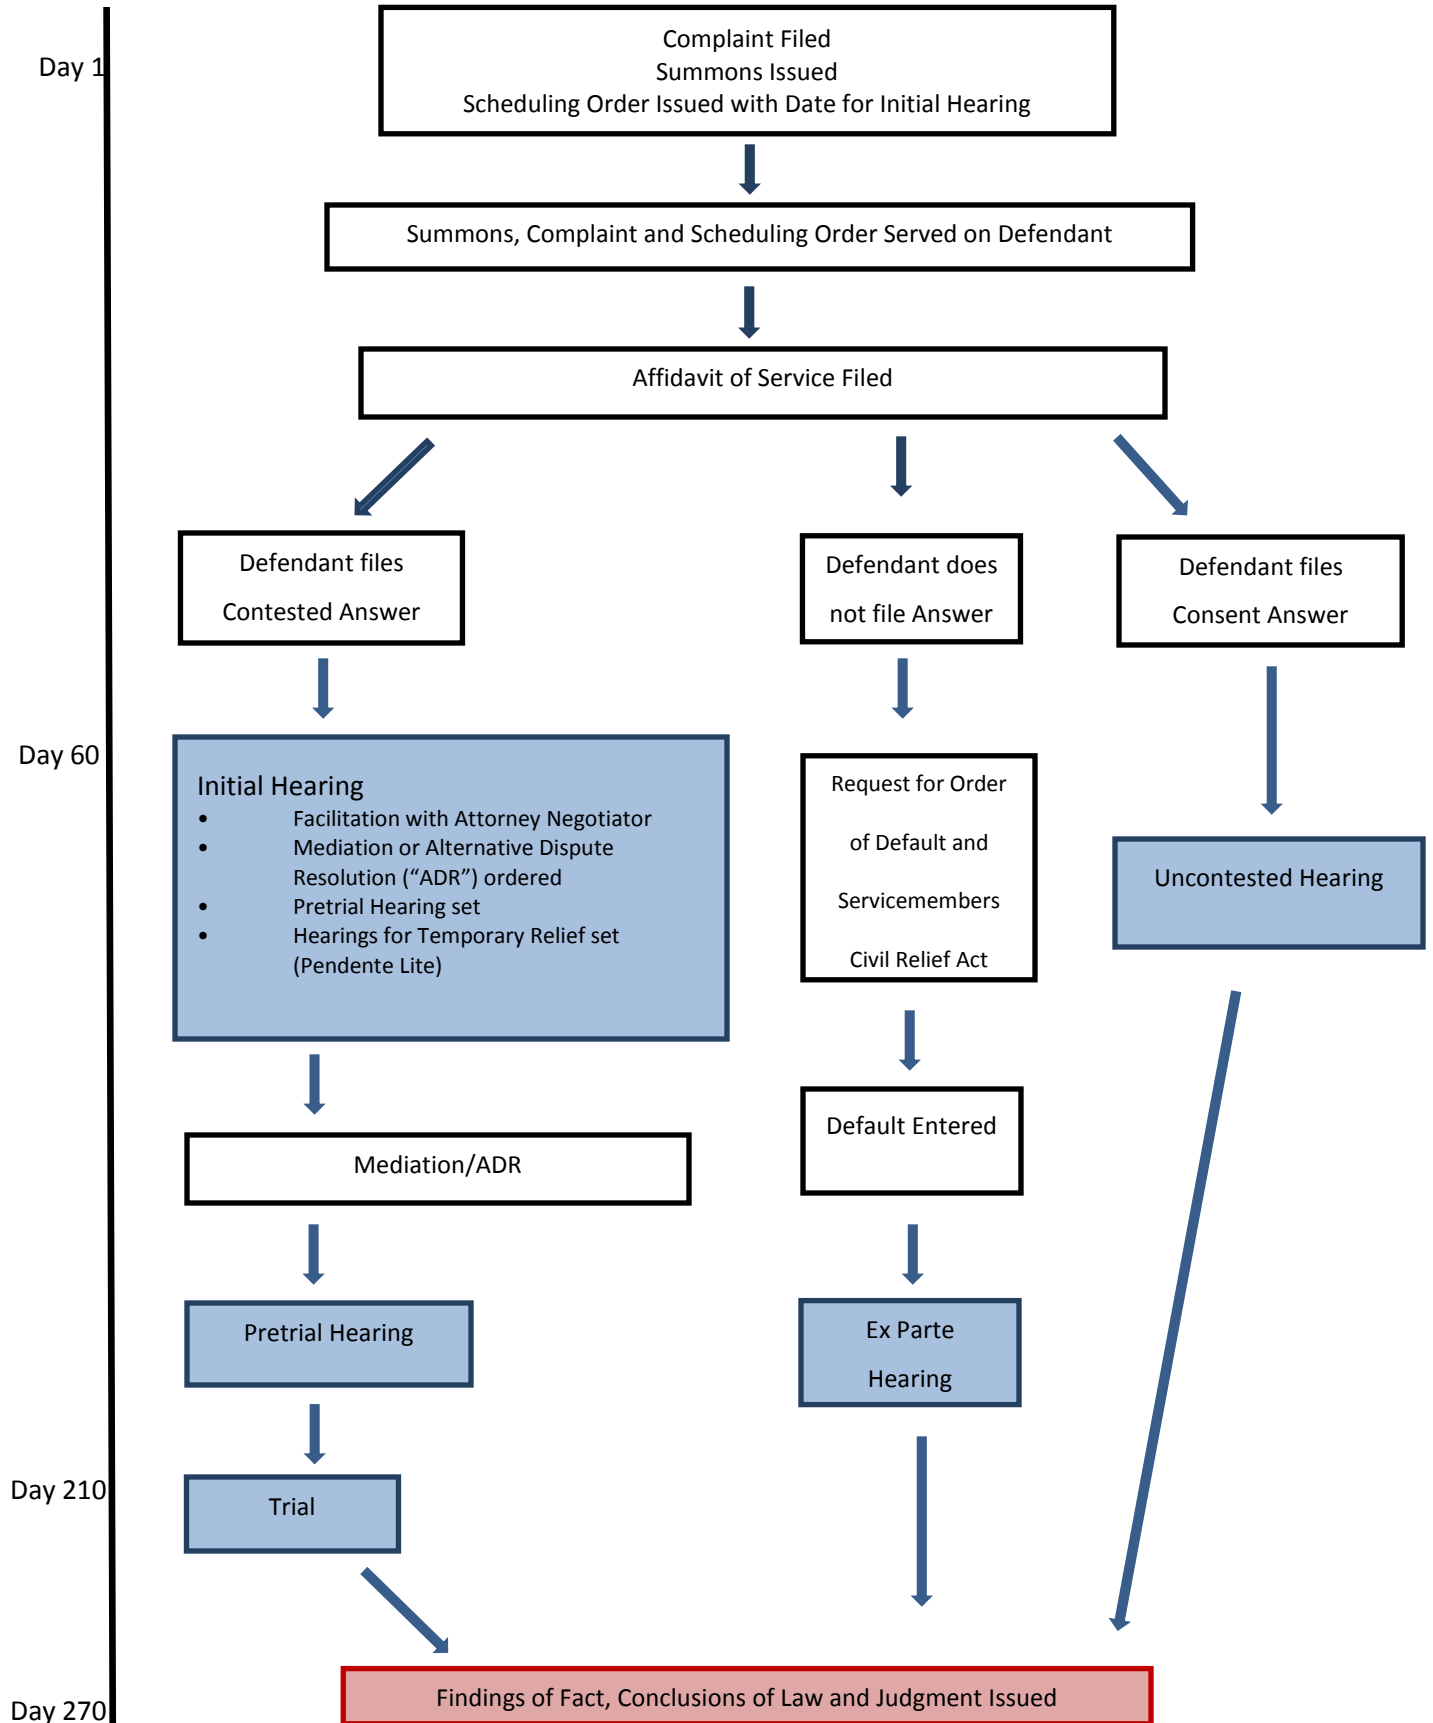 Day 1
Complaint Filed
Summons Issued
Scheduling Order Issued with Date for Initial Hearing
Summons, Complaint and Scheduling Order Served on Defendant
Affidavit of Service Filed
Defendant files
Contested Answer
Defendant does
not file Answer
Defendant files
Consent Answer
Day 60
Initial Hearing
• Facilitation with Attorney Negotiator
• Mediation or Alternative Dispute
Resolution (“ADR”) ordered
• Pretrial Hearing set
• Hearings for Temporary Relief set
(Pendente Lite)
Request for Order
of Default and
Servicemembers
Civil Relief Act
Uncontested Hearing
Mediation/ADR
Default Entered
Pretrial Hearing
Ex Parte
Hearing
Day 210
Trial
Day 270
Findings of Fact, Conclusions of Law and Judgment Issued